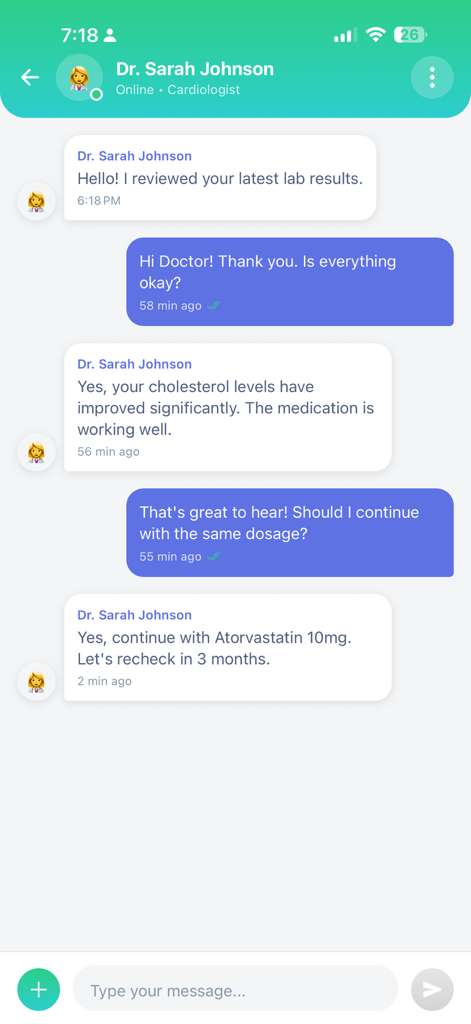 7:18
26
Dr. Sarah Johnson
Online • Cardiologist
Dr. Sarah Johnson
Hello! I reviewed your latest lab results.
6:18 PM
Hi Doctor! Thank you. Is everything
okay?
58 min ago
Dr. Sarah Johnson
Yes, your cholesterol levels have
improved significantly. The medication is
working well.
56 min ago
That's great to hear! Should I continue
with the same dosage?
55 min ago
Dr. Sarah Johnson
Yes, continue with Atorvastatin 10mg.
Let's recheck in 3 months.
2 min ago
Type your message...